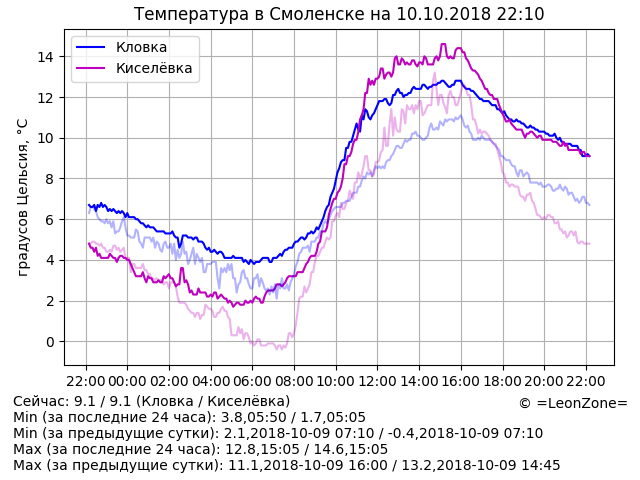 Температура в Смоленске на 10.10.2018 22:10
градусов Цельсия, °C
14
12
10
8
6
4
2
0
Кловка
Киселёвка
22:00 00:00 02:00 04:00 06:00 08:00 10:00 12:00 14:00 16:00 18:00 20:00 22:00
Сейчас: 9.1 / 9.1 (Кловка / Киселёвка)
© =LeonZone=
Min (за последние 24 часа): 3.8,05:50 / 1.7,05:05
Min (за предыдущие сутки): 2.1,2018-10-09 07:10 / -0.4,2018-10-09 07:10
Max (за последние 24 часа): 12.8,15:05 / 14.6,15:05
Max (за предыдущие сутки): 11.1,2018-10-09 16:00 / 13.2,2018-10-09 14:45